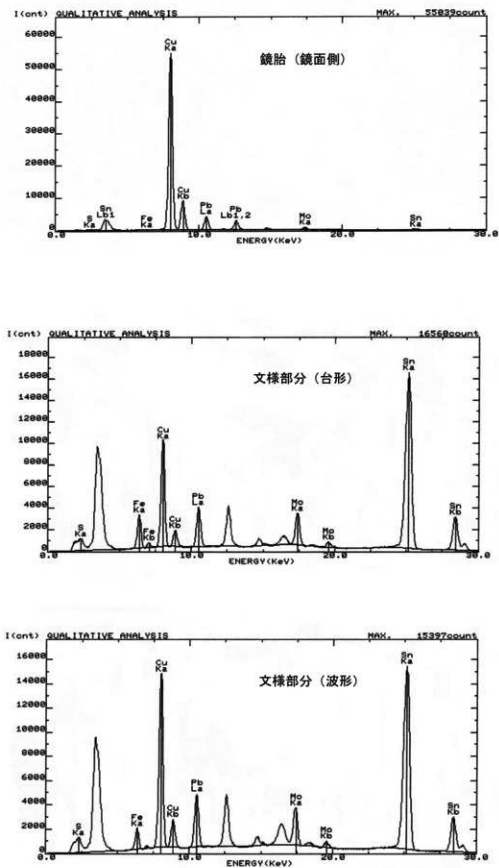 I(cnt) QUALITATIVE ANALYSIS MAX. 55039count
鏡胎（鏡面側）
60000
50000
40000
30000
20000
10000
0
Cu Ka
Cu Kb
S Ka
Sn Lb1
Fe Ka
Pb La
Pb Lb1,2
Mo Ka
Sn Ka
0.0 10.0 20.0 30.0
ENERGY(KeV)
I(cnt) QUALITATIVE ANALYSIS MAX. 16560count
文様部分（台形）
18000
16000
14000
12000
10000
8000
6000
4000
2000
0
S Ka
Fe Ka
Fe Kb
Cu Ka
Cu Kb
Pb La
Mo Ka
Mo Kb
Sn Ka
Sn Kb
0.0 10.0 20.0 30.0
ENERGY(KeV)
I(cnt) QUALITATIVE ANALYSIS MAX. 15397count
文様部分（波形）
16000
14000
12000
10000
8000
6000
4000
2000
0
S Ka
Fe Ka
Cu Ka
Cu Kb
Pb La
Mo Ka
Mo Kb
Sn Ka
Sn Kb
0.0 10.0 20.0 30.0
ENERGY(KeV)